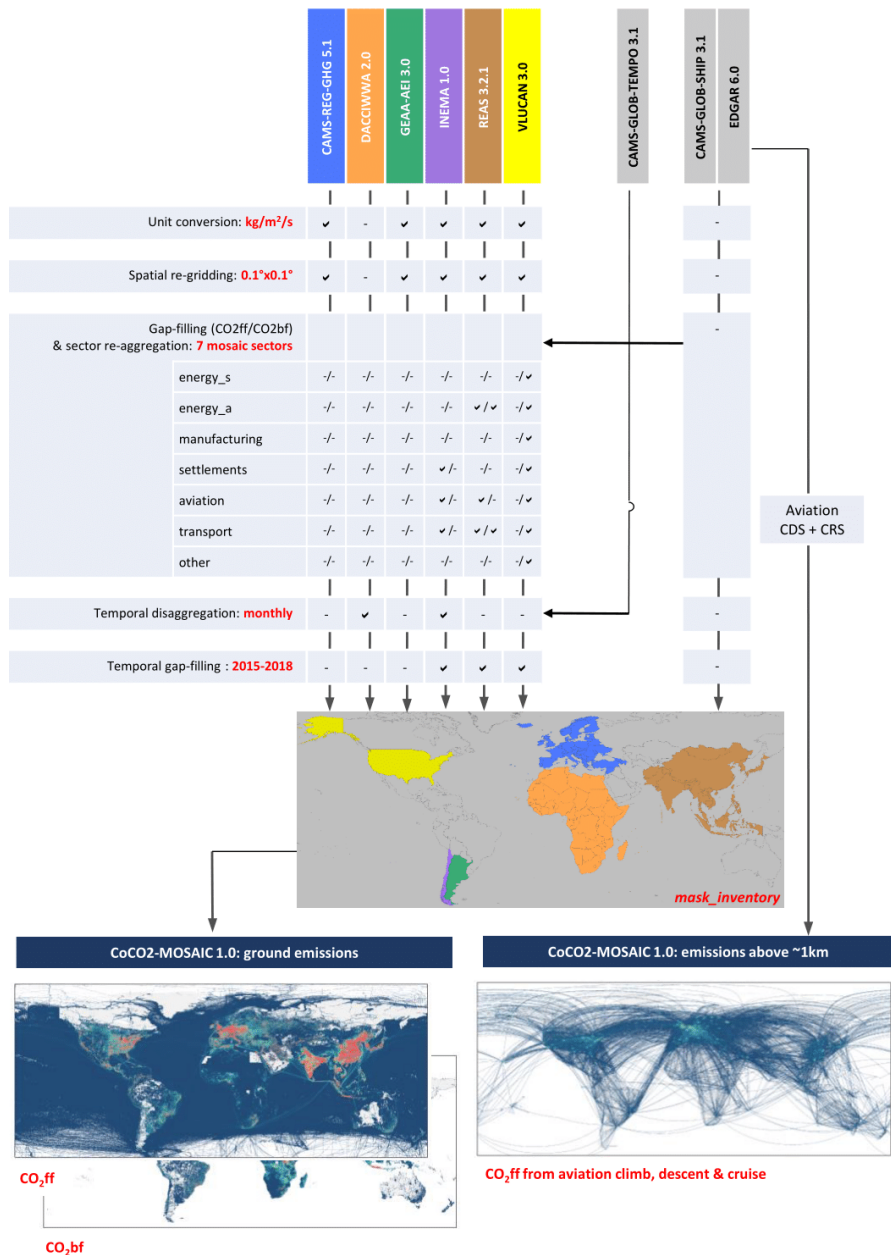 CAMS-REG-GHG 5.1
DACCIWWA 2.0
GEAA-AEI 3.0
INEMA 1.0
REAS 3.2.1
VLUCAN 3.0
CAMS-GLOB-TEMPO 3.1
CAMS-GLOB-SHIP 3.1
EDGAR 6.0
Unit conversion: kg/m²/s ✓ - ✓ ✓ ✓ ✓ -
Spatial re-gridding: 0.1°x0.1° ✓ - ✓ ✓ ✓ ✓ -
Gap-filling (CO2ff/CO2bf) -
& sector re-aggregation: 7 mosaic sectors
energy_s -/- -/- -/- -/- -/- -/✓
energy_a -/- -/- -/- -/- ✓/✓ -/✓
manufacturing -/- -/- -/- -/- -/- -/✓
settlements -/- -/- -/- ✓/- -/- -/✓
aviation -/- -/- -/- ✓/- ✓/- -/✓
transport -/- -/- -/- ✓/- ✓/✓ -/✓
other -/- -/- -/- -/- -/- -/✓
Aviation
CDS + CRS
Temporal disaggregation: monthly - ✓ - ✓ - - -
Temporal gap-filling : 2015-2018 - - - ✓ ✓ ✓ -
mask_inventory
CoCO2-MOSAIC 1.0: ground emissions
CoCO2-MOSAIC 1.0: emissions above ~1km
CO₂ff
CO₂bf
CO₂ff from aviation climb, descent & cruise